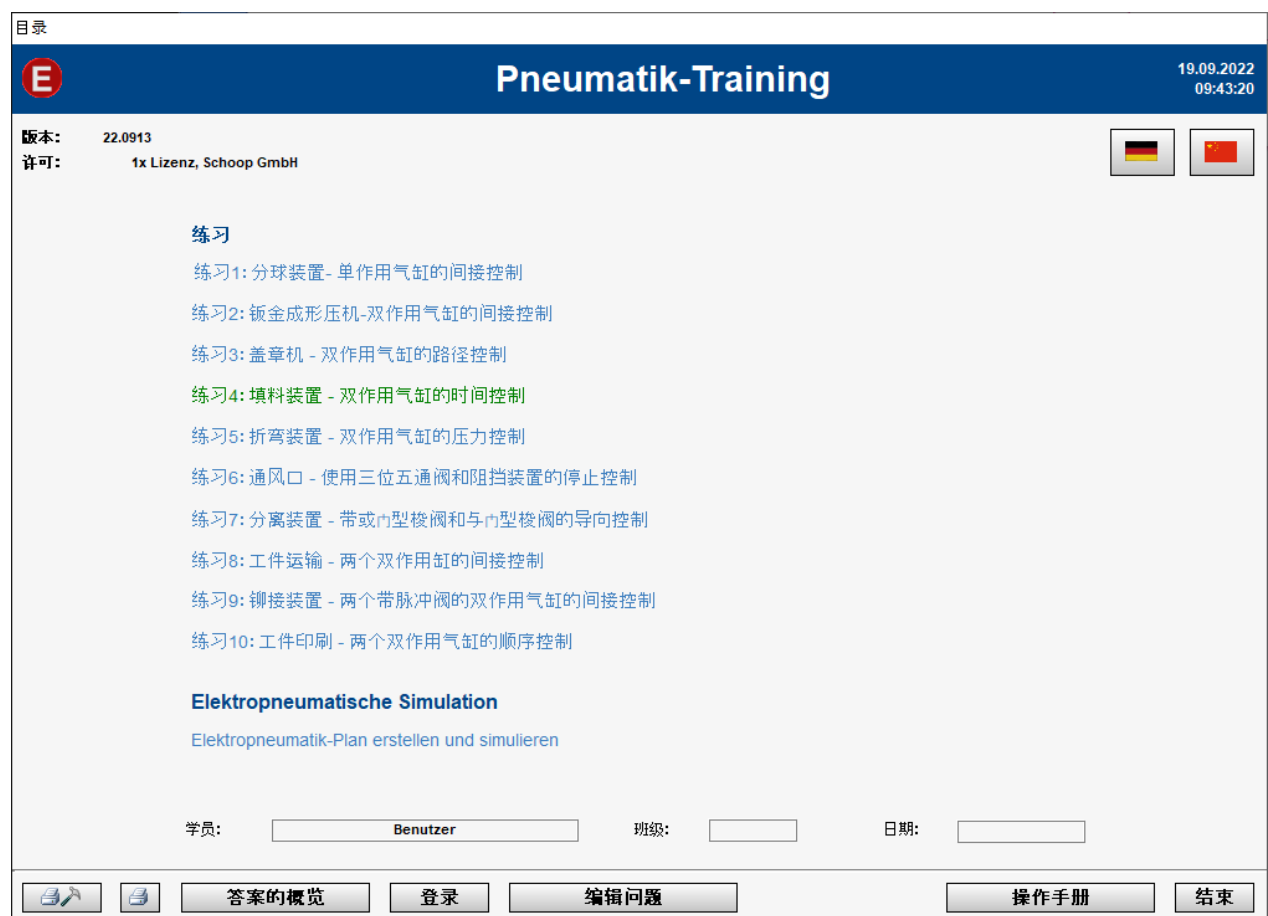 目录
E
Pneumatik-Training
19.09.2022
09:43:20
版本: 22.0913
许可: 1x Lizenz, Schoop GmbH
练习
练习1: 分球装置- 单作用气缸的间接控制
练习2: 钣金成形压机-双作用气缸的间接控制
练习3: 盖章机 - 双作用气缸的路径控制
练习4: 填料装置 - 双作用气缸的时间控制
练习5: 折弯装置 - 双作用气缸的压力控制
练习6: 通风口 - 使用三位五通阀和阻挡装置的停止控制
练习7: 分离装置 - 带或门型梭阀和与门型梭阀的导向控制
练习8: 工件运输 - 两个双作用缸的间接控制
练习9: 铆接装置 - 两个带脉冲阀的双作用气缸的间接控制
练习10: 工件印刷 - 两个双作用气缸的顺序控制
Elektropneumatische Simulation
Elektropneumatik-Plan erstellen und simulieren
学员: Benutzer 班级: 日期:
答案的概览 登录 编辑问题 操作手册 结束